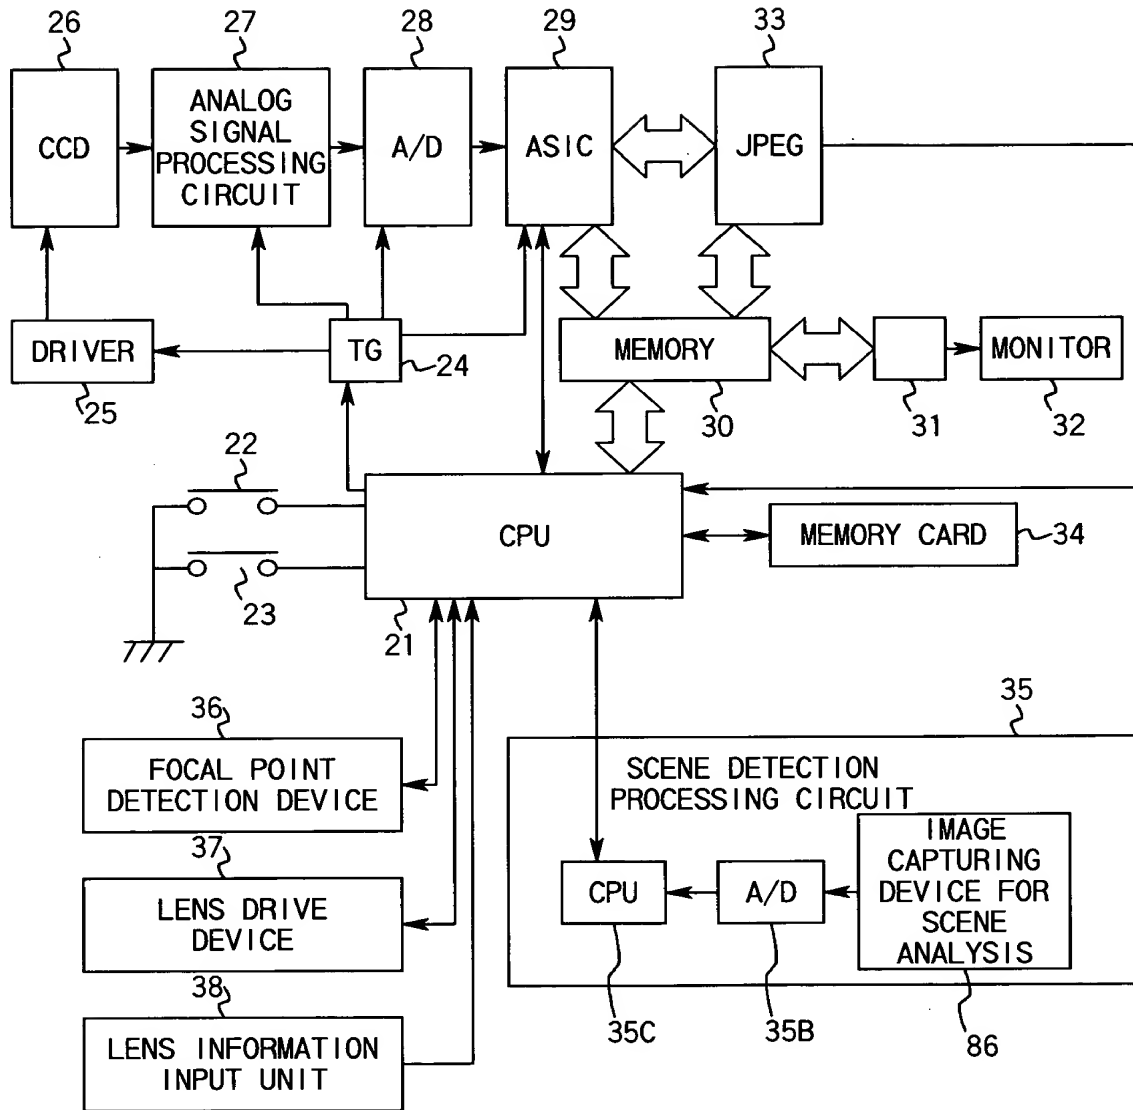 26
27
28
29
33
CCD
ANALOG
SIGNAL
PROCESSING
CIRCUIT
A/D
ASIC
JPEG
DRIVER
TG
MEMORY
MONITOR
25
24
30
31
32
22
23
CPU
MEMORY CARD
34
21
36
FOCAL POINT
DETECTION DEVICE
37
LENS DRIVE
DEVICE
38
LENS INFORMATION
INPUT UNIT
35
SCENE DETECTION
PROCESSING CIRCUIT
CPU
A/D
IMAGE
CAPTURING
DEVICE FOR
SCENE
ANALYSIS
35C
35B
86